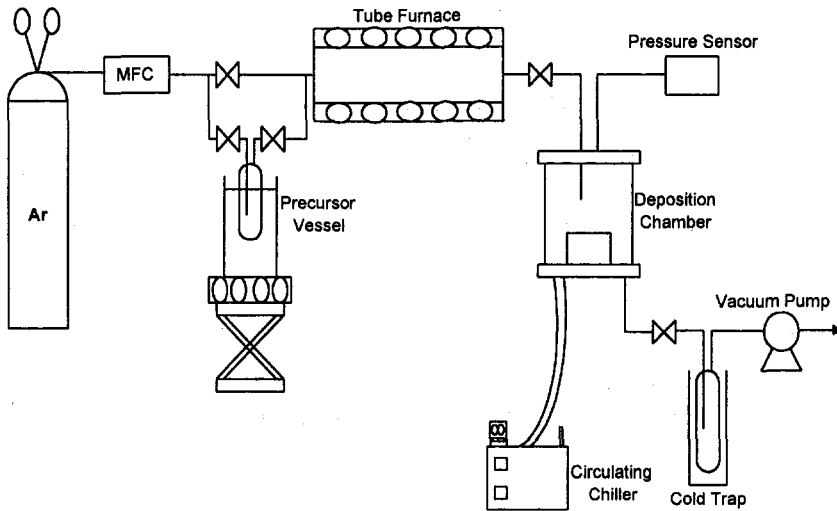 Tube Furnace
Pressure Sensor
MFC
Ar
Precursor
Vessel
Deposition
Chamber
Vacuum Pump
Circulating
Chiller
Cold Trap